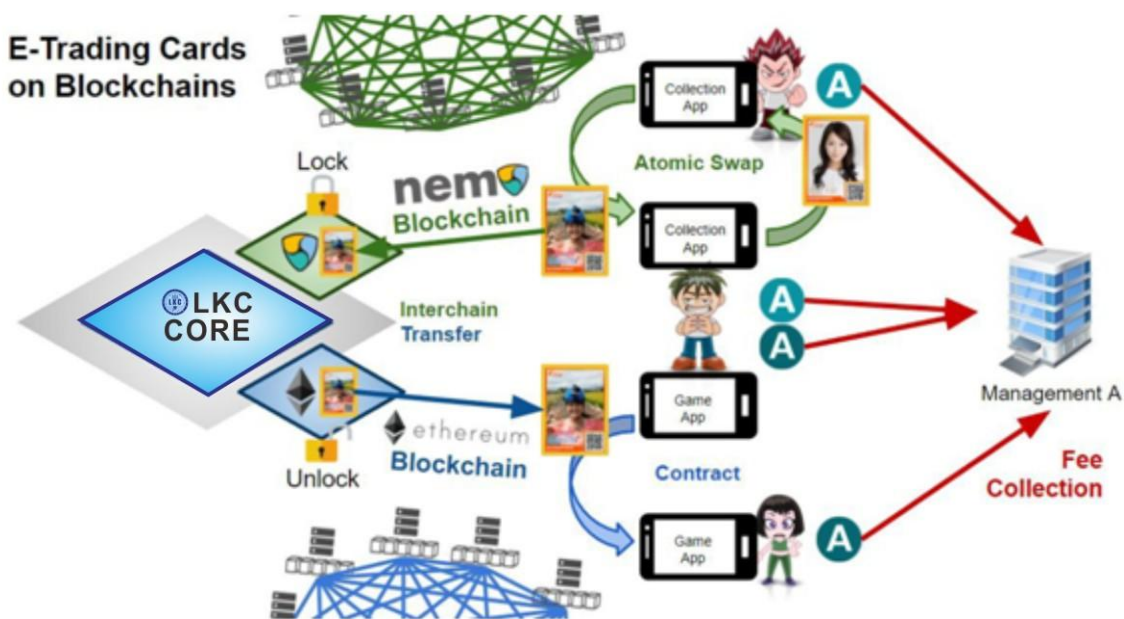 E-Trading Cards
on Blockchains
Collection
App
A
Lock
Atomic Swap
nem
Blockchain
Collection
App
LKC
LKC
CORE
Interchain
Transfer
A
A
Management A
Game
App
ethereum
Blockchain
Unlock
Contract
Fee
Collection
Game
App
A